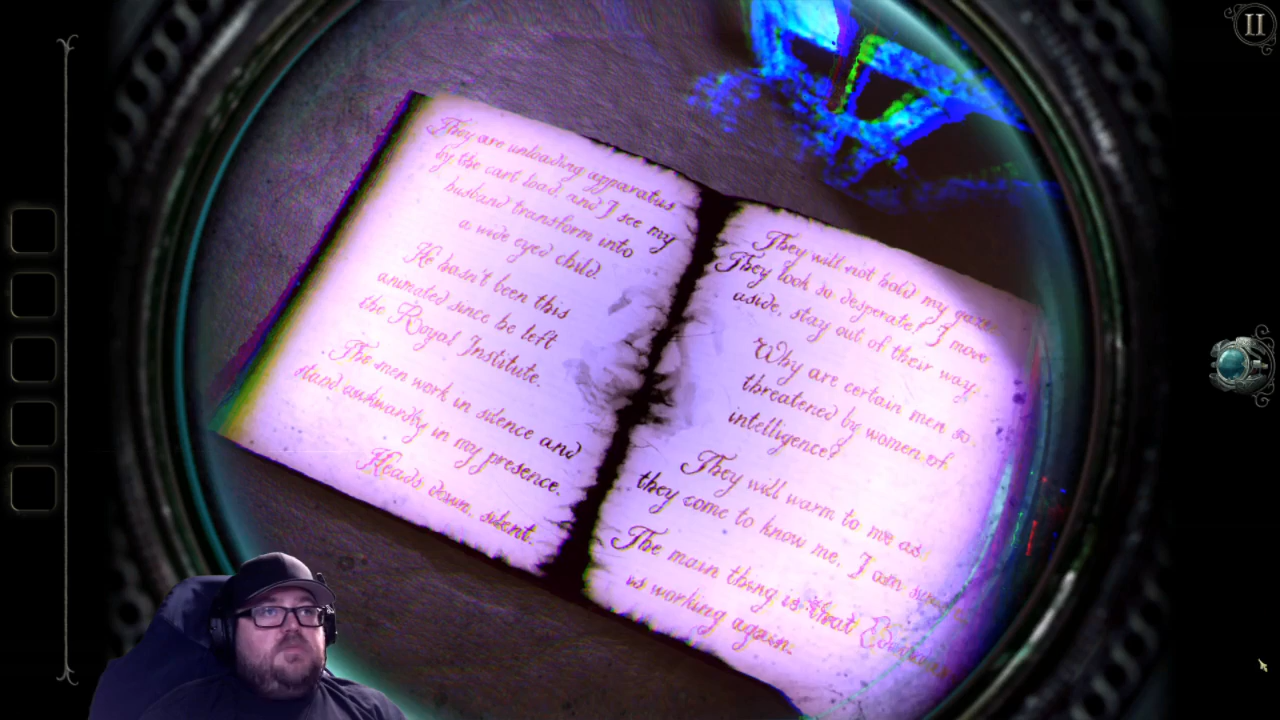 They are unloading apparatus
by the cart load, and I see my
husband transform into
a wide eyed child.
He hasn't been this
animated since he left
the Royal Institute.
The men work in silence and
stand awkwardly in my presence.
Heads down, silent.
They will not hold my gaze.
They look so desperate! I move
aside, stay out of their way.
Why are certain men so
threatened by women of
intelligence?
They will warm to me as
they come to know me, I am
The main thing is that
is working again.